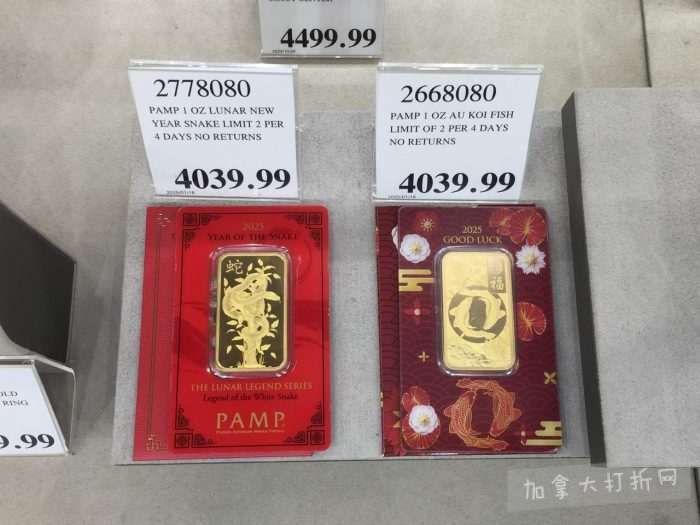 4499.99
2778080
PAMP 1 OZ LUNAR NEW
YEAR SNAKE LIMIT 2 PER
4 DAYS NO RETURNS
4039.99
2668080
PAMP 1 OZ AU KOI FISH
LIMIT OF 2 PER 4 DAYS
NO RETURNS
4039.99
2025
YEAR OF THE SNAKE
蛇
THE LUNAR LEGEND SERIES
Legend of the White Snake
PAMP
2025
GOOD LUCK
福
OLD
RING
9.99
加拿大打折网